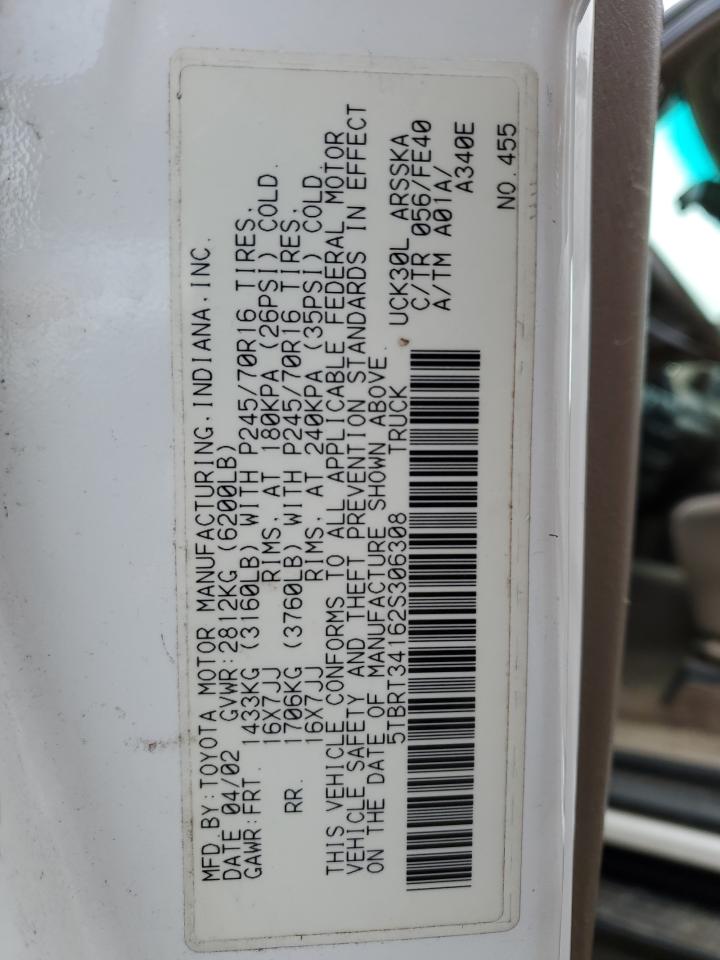 MFD.BY:TOYOTA MOTOR MANUFACTURING,INDIANA,INC.
DATE 04/02 GVWR:2812KG (6200LB)
GAWR:FRT. 1433KG (3160LB) WITH P245/70R16 TIRES,
16X7JJ RIMS, AT 180KPA (26PSI) COLD.
RR. 1706KG (3760LB) WITH P245/70R16 TIRES,
16X7JJ RIMS, AT 240KPA (35PSI) COLD.
THIS VEHICLE CONFORMS TO ALL APPLICABLE FEDERAL MOTOR
VEHICLE SAFETY AND THEFT PREVENTION STANDARDS IN EFFECT
ON THE DATE OF MANUFACTURE SHOWN ABOVE.
5TBRT34162S306308 TRUCK
UCK30L ARSSKA
C/TR 056/FE40
A/TM A01A/
A340E
NO.455